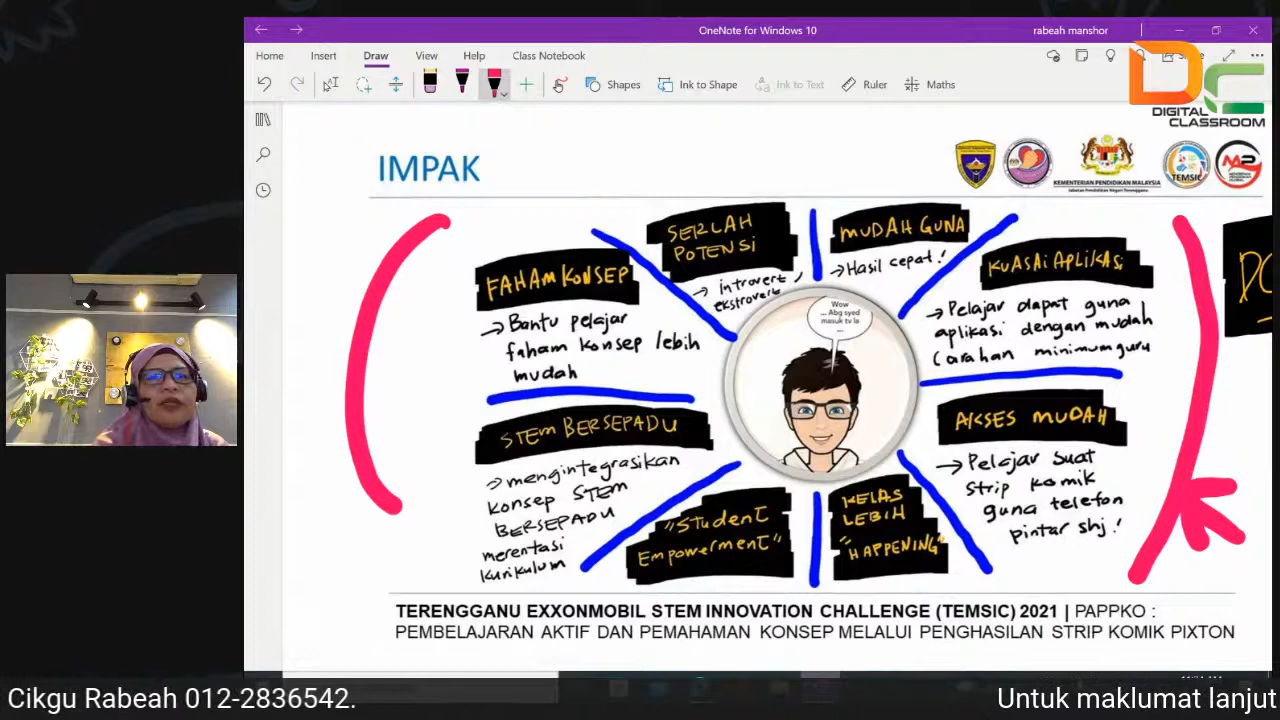 OneNote for Windows 10
rabeah manshor
Home Insert Draw View Help Class Notebook
Shapes Ink to Shape Ink to Text Ruler Maths
DIGITAL
CLASSROOM
IMPAK
TEMSIC
KEMENTERIAN PENDIDIKAN MALAYSIA
Jabatan Pendidikan Negeri Terengganu
SERLAH
POTENSI
→ introvert
ekstrovert
MUDAH GUNA
→ Hasil cepat!
FAHAM KONSEP
→ Bantu pelajar
faham konsep lebih
mudah
KUASAI APLIKASI
→ Pelajar dapat guna
aplikasi dengan mudah
(arahan minimum guru
Wow
... Abg syed
masuk tv la
...
STEM BERSEPADU
→ mengintegrasikan
konsep STEM
BERSEPADU
merentasi
kurikulum
AKSES MUDAH
→ Pelajar buat
strip komik
guna telefon
pintar shj!
"Student
Empowerment"
KELAS
LEBIH
"HAPPENING"
TERENGGANU EXXONMOBIL STEM INNOVATION CHALLENGE (TEMSIC) 2021 | PAPPKO :
PEMBELAJARAN AKTIF DAN PEMAHAMAN KONSEP MELALUI PENGHASILAN STRIP KOMIK PIXTON
Cikgu Rabeah 012-2836542.
Untuk maklumat lanjut